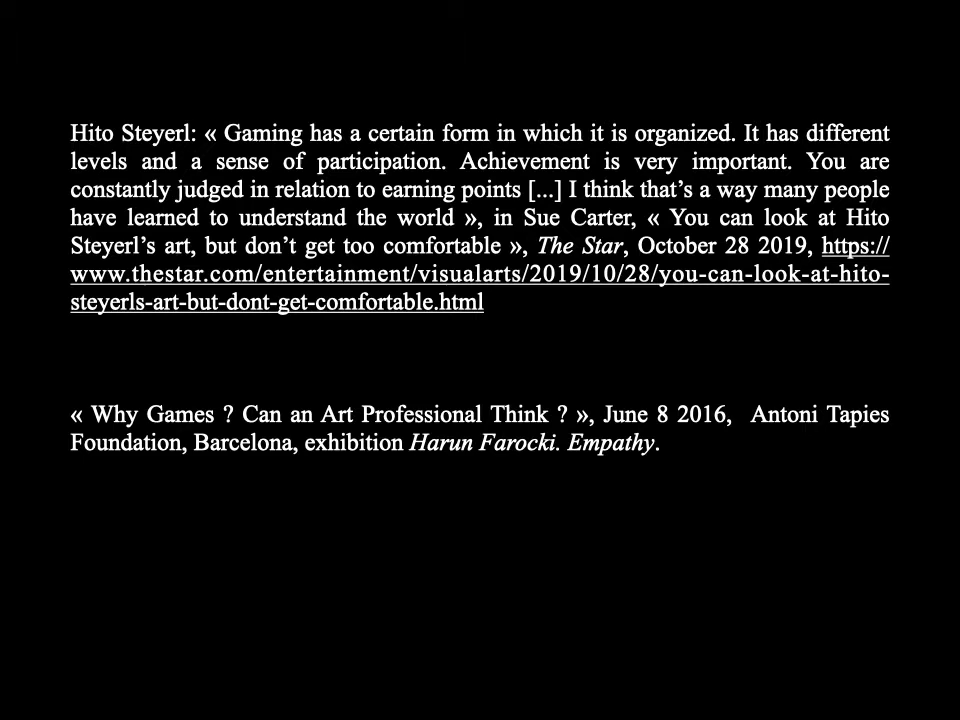 Hito Steyerl: « Gaming has a certain form in which it is organized. It has different
levels and a sense of participation. Achievement is very important. You are
constantly judged in relation to earning points [...] I think that’s a way many people
have learned to understand the world », in Sue Carter, « You can look at Hito
Steyerl’s art, but don’t get too comfortable », The Star, October 28 2019, https://
www.thestar.com/entertainment/visualarts/2019/10/28/you-can-look-at-hito-
steyerls-art-but-dont-get-comfortable.html
« Why Games ? Can an Art Professional Think ? », June 8 2016,  Antoni Tapies
Foundation, Barcelona, exhibition Harun Farocki. Empathy.